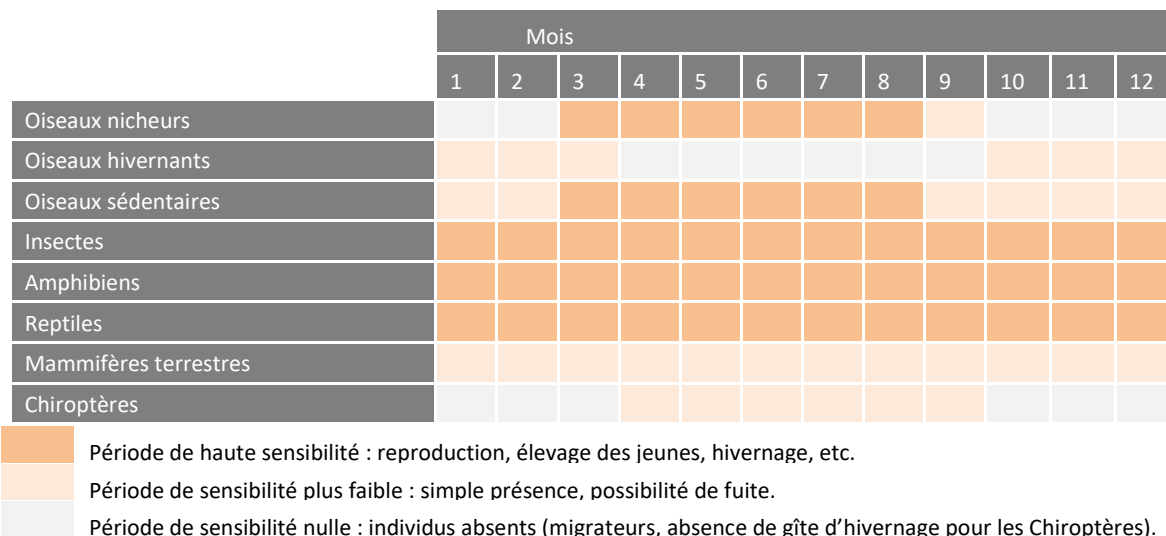 Mois
1 2 3 4 5 6 7 8 9 10 11 12
Oiseaux nicheurs
Oiseaux hivernants
Oiseaux sédentaires
Insectes
Amphibiens
Reptiles
Mammifères terrestres
Chiroptères
Période de haute sensibilité : reproduction, élevage des jeunes, hivernage, etc.
Période de sensibilité plus faible : simple présence, possibilité de fuite.
Période de sensibilité nulle : individus absents (migrateurs, absence de gîte d’hivernage pour les Chiroptères).